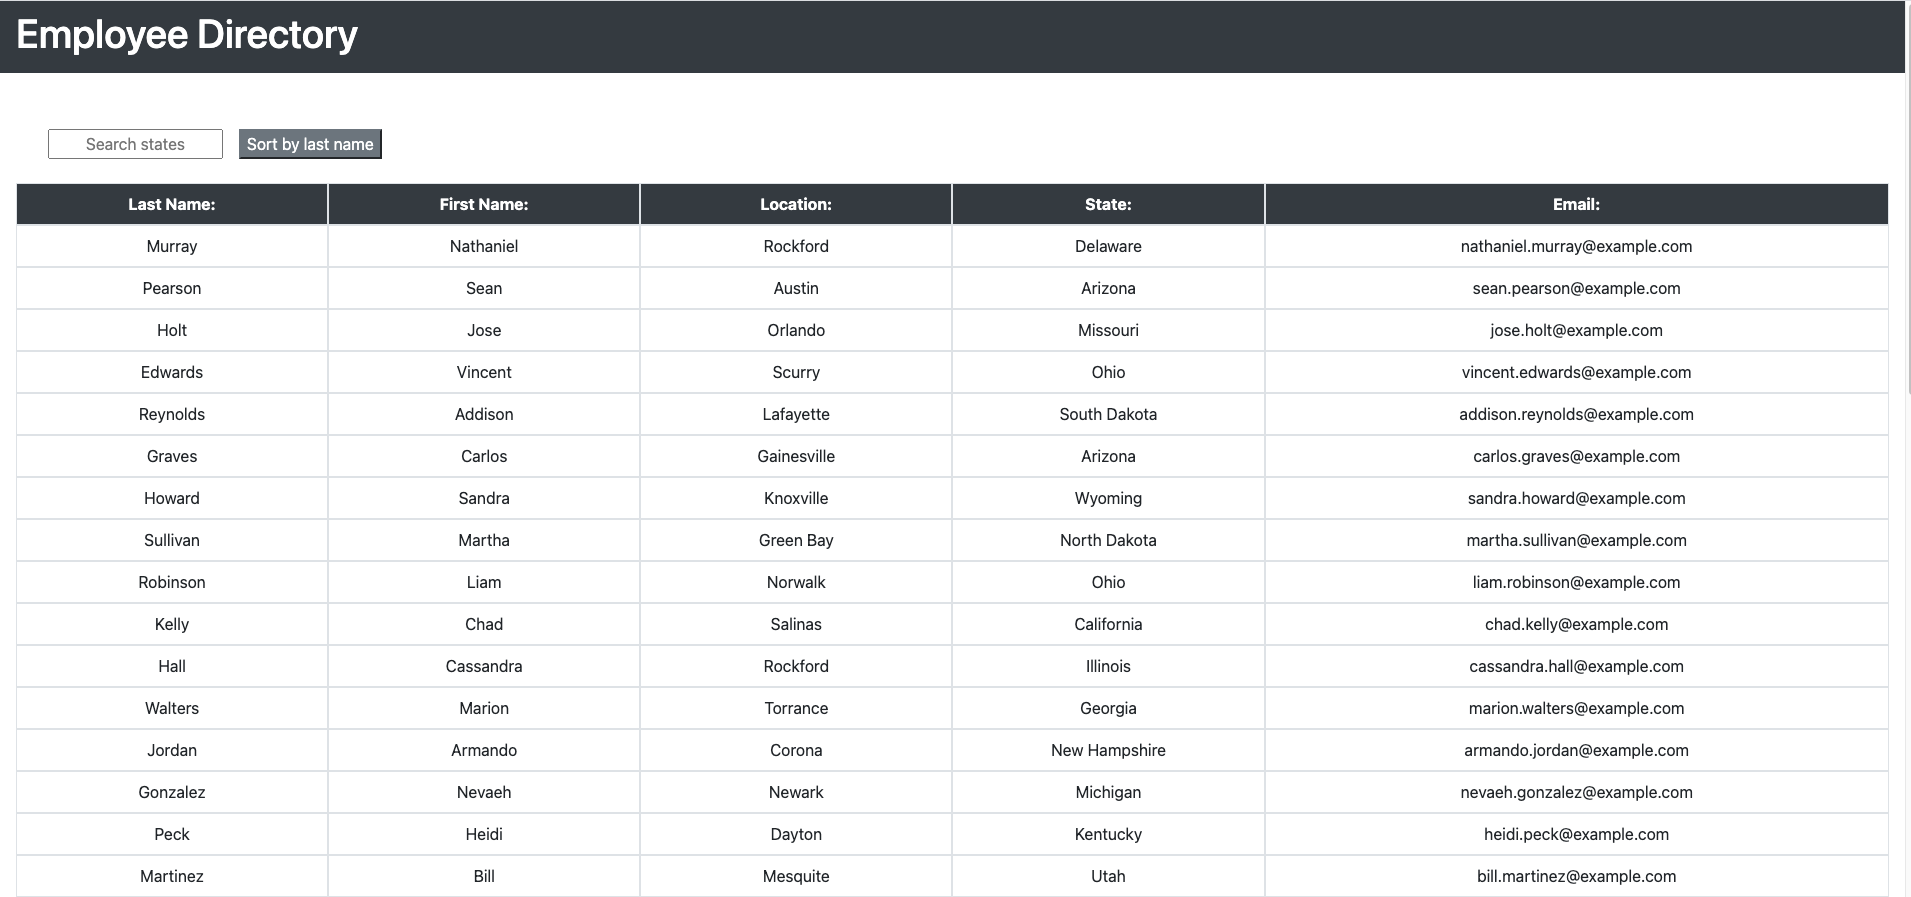 Employee Directory
Search states Sort by last name
Last Name: First Name: Location: State: Email:
Murray Nathaniel Rockford Delaware nathaniel.murray@example.com
Pearson Sean Austin Arizona sean.pearson@example.com
Holt Jose Orlando Missouri jose.holt@example.com
Edwards Vincent Scurry Ohio vincent.edwards@example.com
Reynolds Addison Lafayette South Dakota addison.reynolds@example.com
Graves Carlos Gainesville Arizona carlos.graves@example.com
Howard Sandra Knoxville Wyoming sandra.howard@example.com
Sullivan Martha Green Bay North Dakota martha.sullivan@example.com
Robinson Liam Norwalk Ohio liam.robinson@example.com
Kelly Chad Salinas California chad.kelly@example.com
Hall Cassandra Rockford Illinois cassandra.hall@example.com
Walters Marion Torrance Georgia marion.walters@example.com
Jordan Armando Corona New Hampshire armando.jordan@example.com
Gonzalez Nevaeh Newark Michigan nevaeh.gonzalez@example.com
Peck Heidi Dayton Kentucky heidi.peck@example.com
Martinez Bill Mesquite Utah bill.martinez@example.com